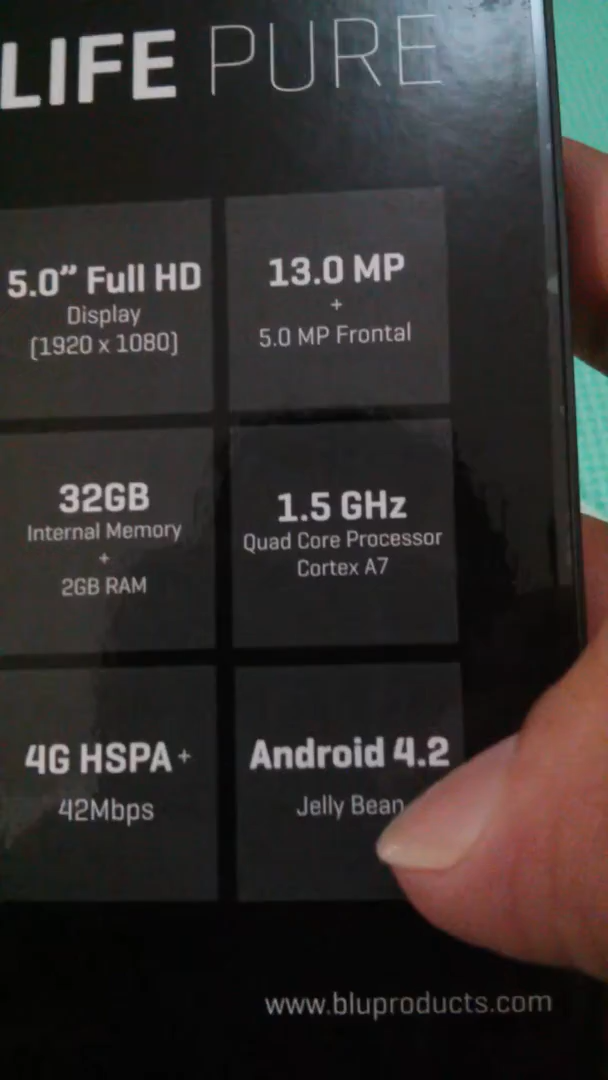 LIFE PURE
5.0” Full HD
Display
(1920 x 1080)
13.0 MP
+
5.0 MP Frontal
32GB
Internal Memory
+
2GB RAM
1.5 GHz
Quad Core Processor
Cortex A7
4G HSPA+
42Mbps
Android 4.2
Jelly Bean
www.bluproducts.com